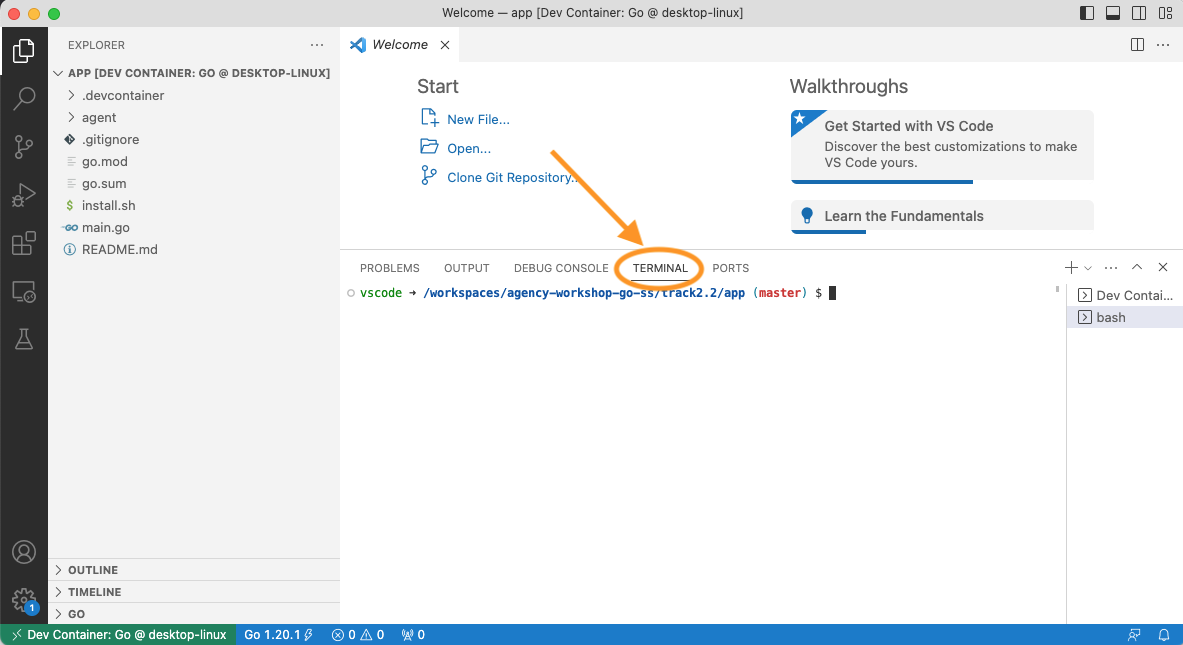 Welcome — app [Dev Container: Go @ desktop-linux]
EXPLORER
APP [DEV CONTAINER: GO @ DESKTOP-LINUX]
.devcontainer
agent
.gitignore
go.mod
go.sum
$ install.sh
GO main.go
README.md
OUTLINE
TIMELINE
GO
1
Welcome
Start
New File...
Open...
Clone Git Repository...
Walkthroughs
Get Started with VS Code
Discover the best customizations to make
VS Code yours.
Learn the Fundamentals
PROBLEMS OUTPUT DEBUG CONSOLE TERMINAL PORTS
vscode ➜ /workspaces/agency-workshop-go-ss/track2.2/app (master) $
Dev Contai...
bash
Dev Container: Go @ desktop-linux Go 1.20.1 0 0 0